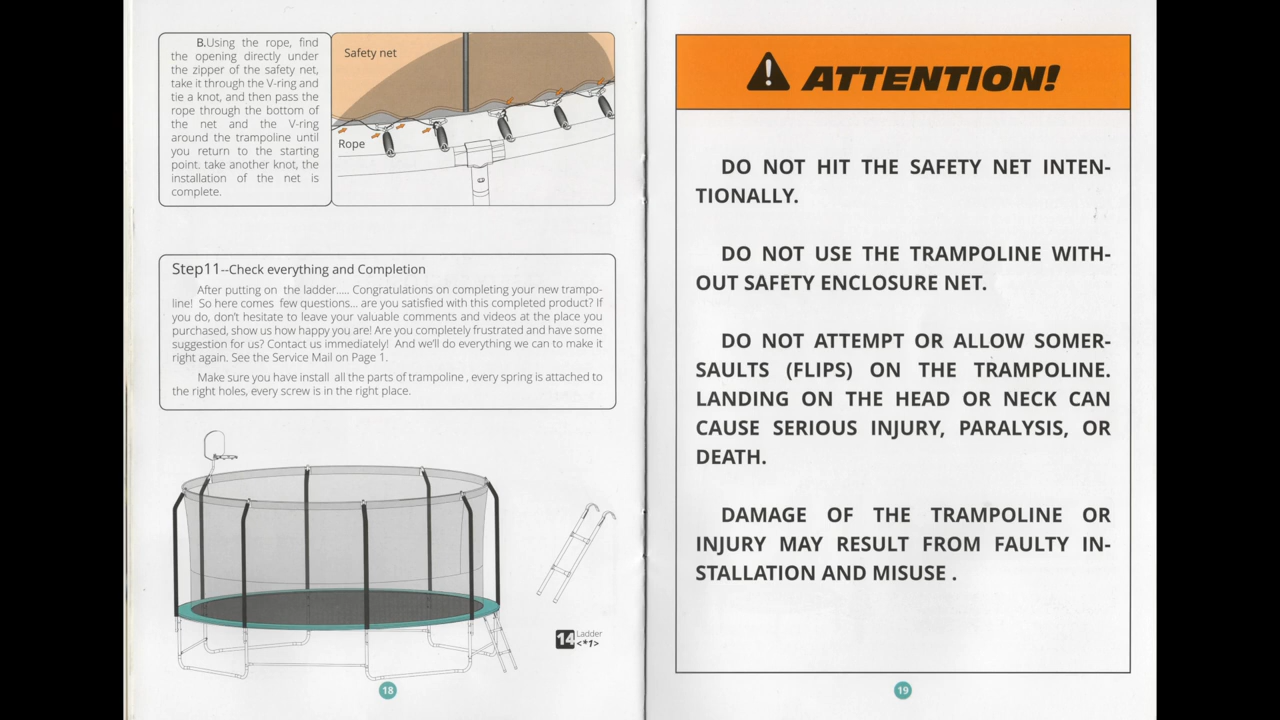 B.Using the rope, find
the opening directly under
the zipper of the safety net,
take it through the V-ring and
tie a knot, and then pass the
rope through the bottom of
the net and the V-ring
around the trampoline until
you return to the starting
point. take another knot, the
installation of the net is
complete.
Safety net
Rope
Step11--Check everything and Completion
After putting on the ladder..... Congratulations on completing your new trampo-
line! So here comes few questions... are you satisfied with this completed product? If
you do, don't hesitate to leave your valuable comments and videos at the place you
purchased, show us how happy you are! Are you completely frustrated and have some
suggestion for us? Contact us immediately! And we'll do everything we can to make it
right again. See the Service Mail on Page 1.
Make sure you have install all the parts of trampoline , every spring is attached to
the right holes, every screw is in the right place.
14 Ladder
<*1>
18
ATTENTION!
DO NOT HIT THE SAFETY NET INTEN-
TIONALLY.
DO NOT USE THE TRAMPOLINE WITH-
OUT SAFETY ENCLOSURE NET.
DO NOT ATTEMPT OR ALLOW SOMER-
SAULTS (FLIPS) ON THE TRAMPOLINE.
LANDING ON THE HEAD OR NECK CAN
CAUSE SERIOUS INJURY, PARALYSIS, OR
DEATH.
DAMAGE OF THE TRAMPOLINE OR
INJURY MAY RESULT FROM FAULTY IN-
STALLATION AND MISUSE .
19